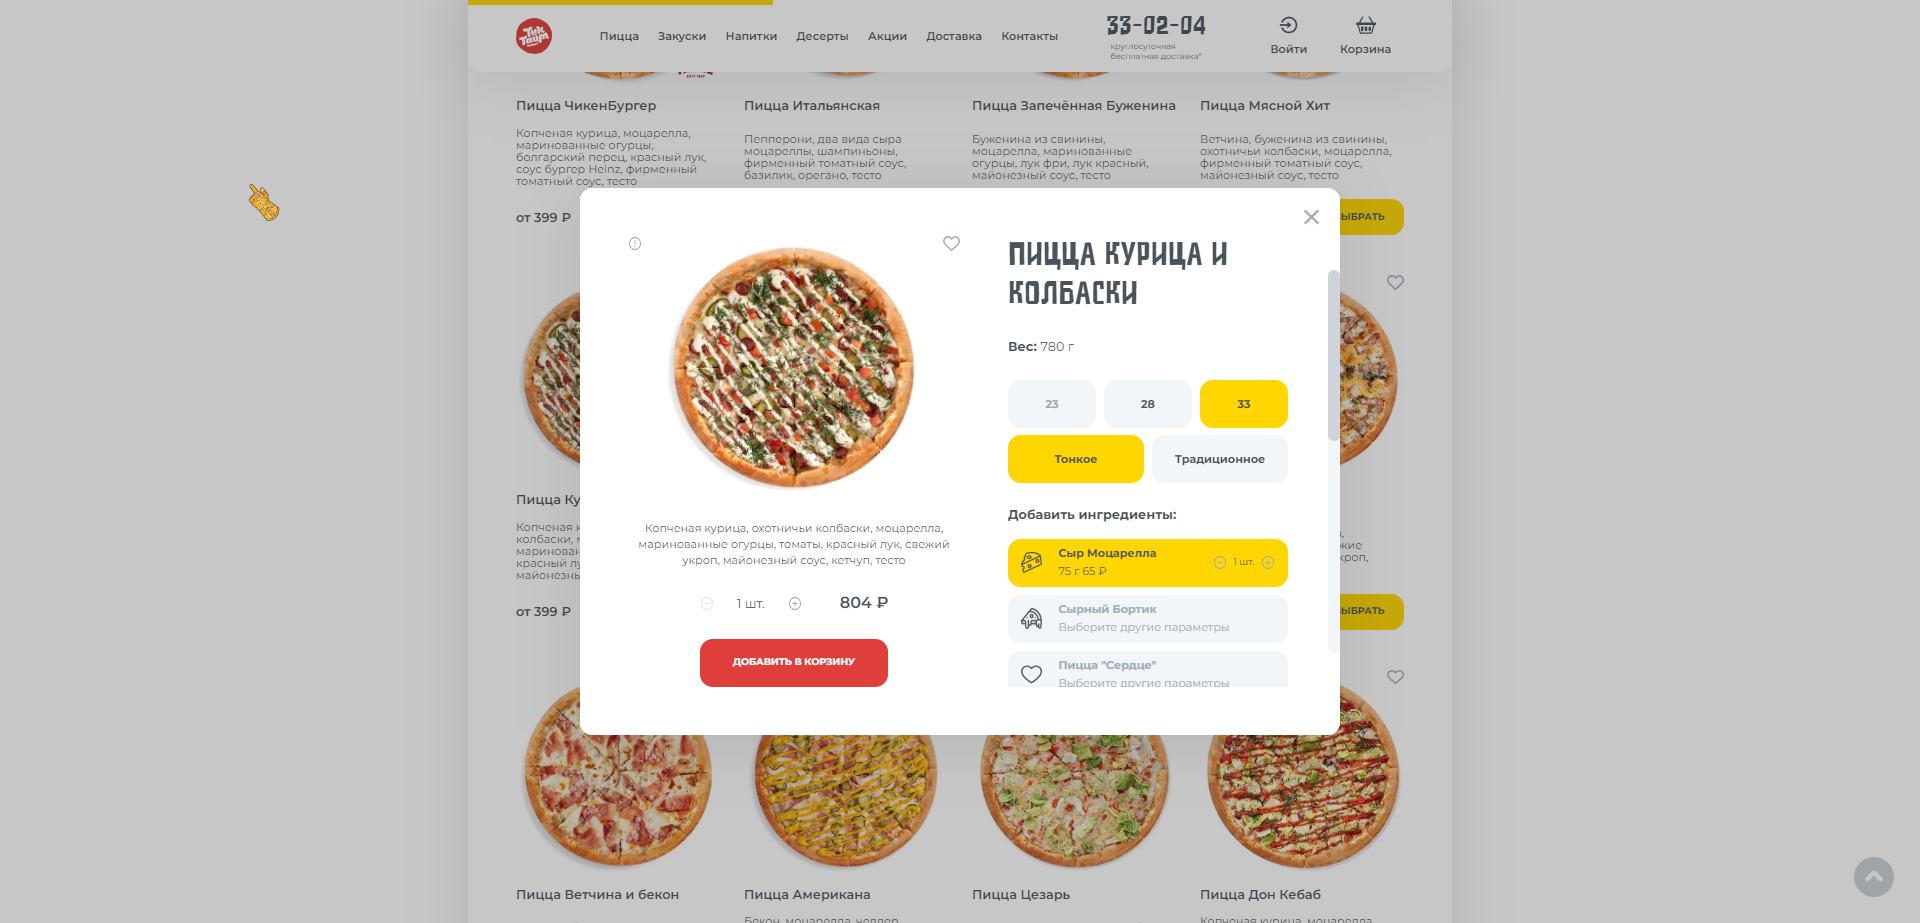 Тик Таит
Пицца
Закуски
Напитки
Десерты
Акции
Доставка
Контакты
33-02-04
круглосуточная
бесплатная доставка*
Войти
Корзина
Пицца ЧикенБургер
Копченая курица, моцарелла,
маринованные огурцы,
болгарский перец, красный лук,
соус бургер Heinz, фирменный
томатный соус, тесто
от 399 ₽
Пицца Итальянская
Пепперони, два вида сыра
моцареллы, шампиньоны,
фирменный томатный соус,
базилик, орегано, тесто
Пицца Запечённая Буженина
Буженина из свинины,
моцарелла, маринованные
огурцы, лук фри, лук красный,
майонезный соус, тесто
Пицца Мясной Хит
Ветчина, буженина из свинины,
охотничьи колбаски, моцарелла,
фирменный томатный соус,
майонезный соус, тесто
ЫБРАТЬ
ПИЦЦА КУРИЦА И
КОЛБАСКИ
Вес: 780 г
23
28
33
Тонкое
Традиционное
Добавить ингредиенты:
Сыр Моцарелла
75 г 65 ₽
1 шт.
Сырный Бортик
Выберите другие параметры
Пицца "Сердце"
Выберите другие параметры
Копченая курица, охотничьи колбаски, моцарелла,
маринованные огурцы, томаты, красный лук, свежий
укроп, майонезный соус, кетчуп, тесто
1 шт.
804 ₽
ДОБАВИТЬ В КОРЗИНУ
Пицца Ку
Копченая к
колбаски, м
маринован
красный лу
майонезнь
от 399 ₽
жие
кроп,
ЫБРАТЬ
Пицца Ветчина и бекон
Пицца Американа
Бекон, моцарелла, чеддер,
Пицца Цезарь
Пицца Дон Кебаб
Копченая курица, моцарелла,